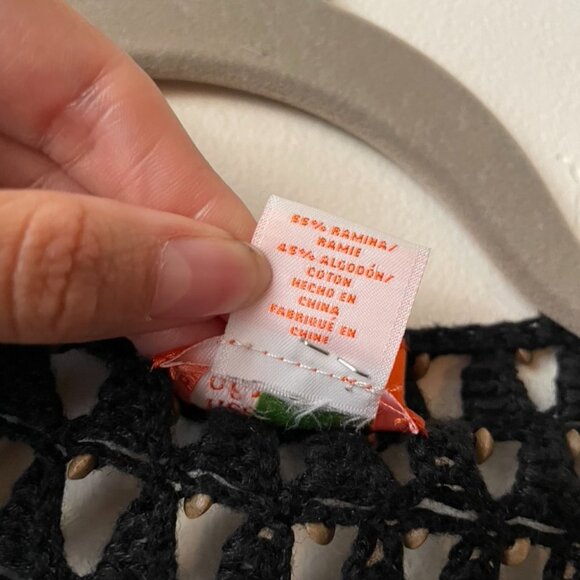 55% RAMINA/
RAMIE
45% ALGODÓN/
COTON
HECHO EN
CHINA
FABRIQUÉ EN
CHINE